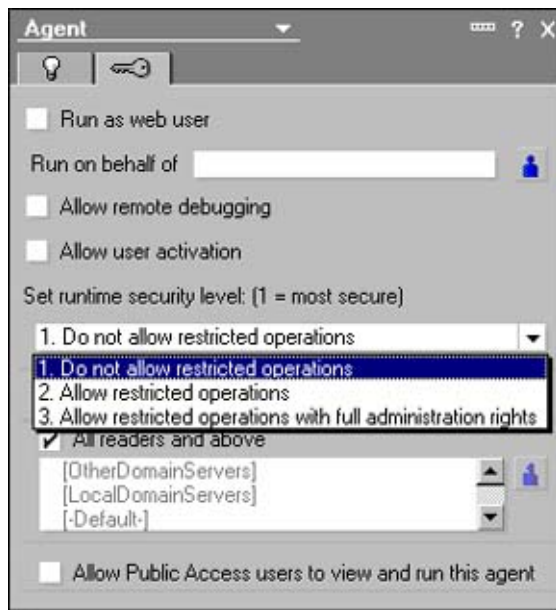 Agent
? X
Run as web user
Run on behalf of
Allow remote debugging
Allow user activation
Set runtime security level: (1 = most secure)
1. Do not allow restricted operations
1. Do not allow restricted operations
2. Allow restricted operations
3. Allow restricted operations with full administration rights
All readers and above
[OtherDomainServers]
[LocalDomainServers]
[-Default-]
Allow Public Access users to view and run this agent